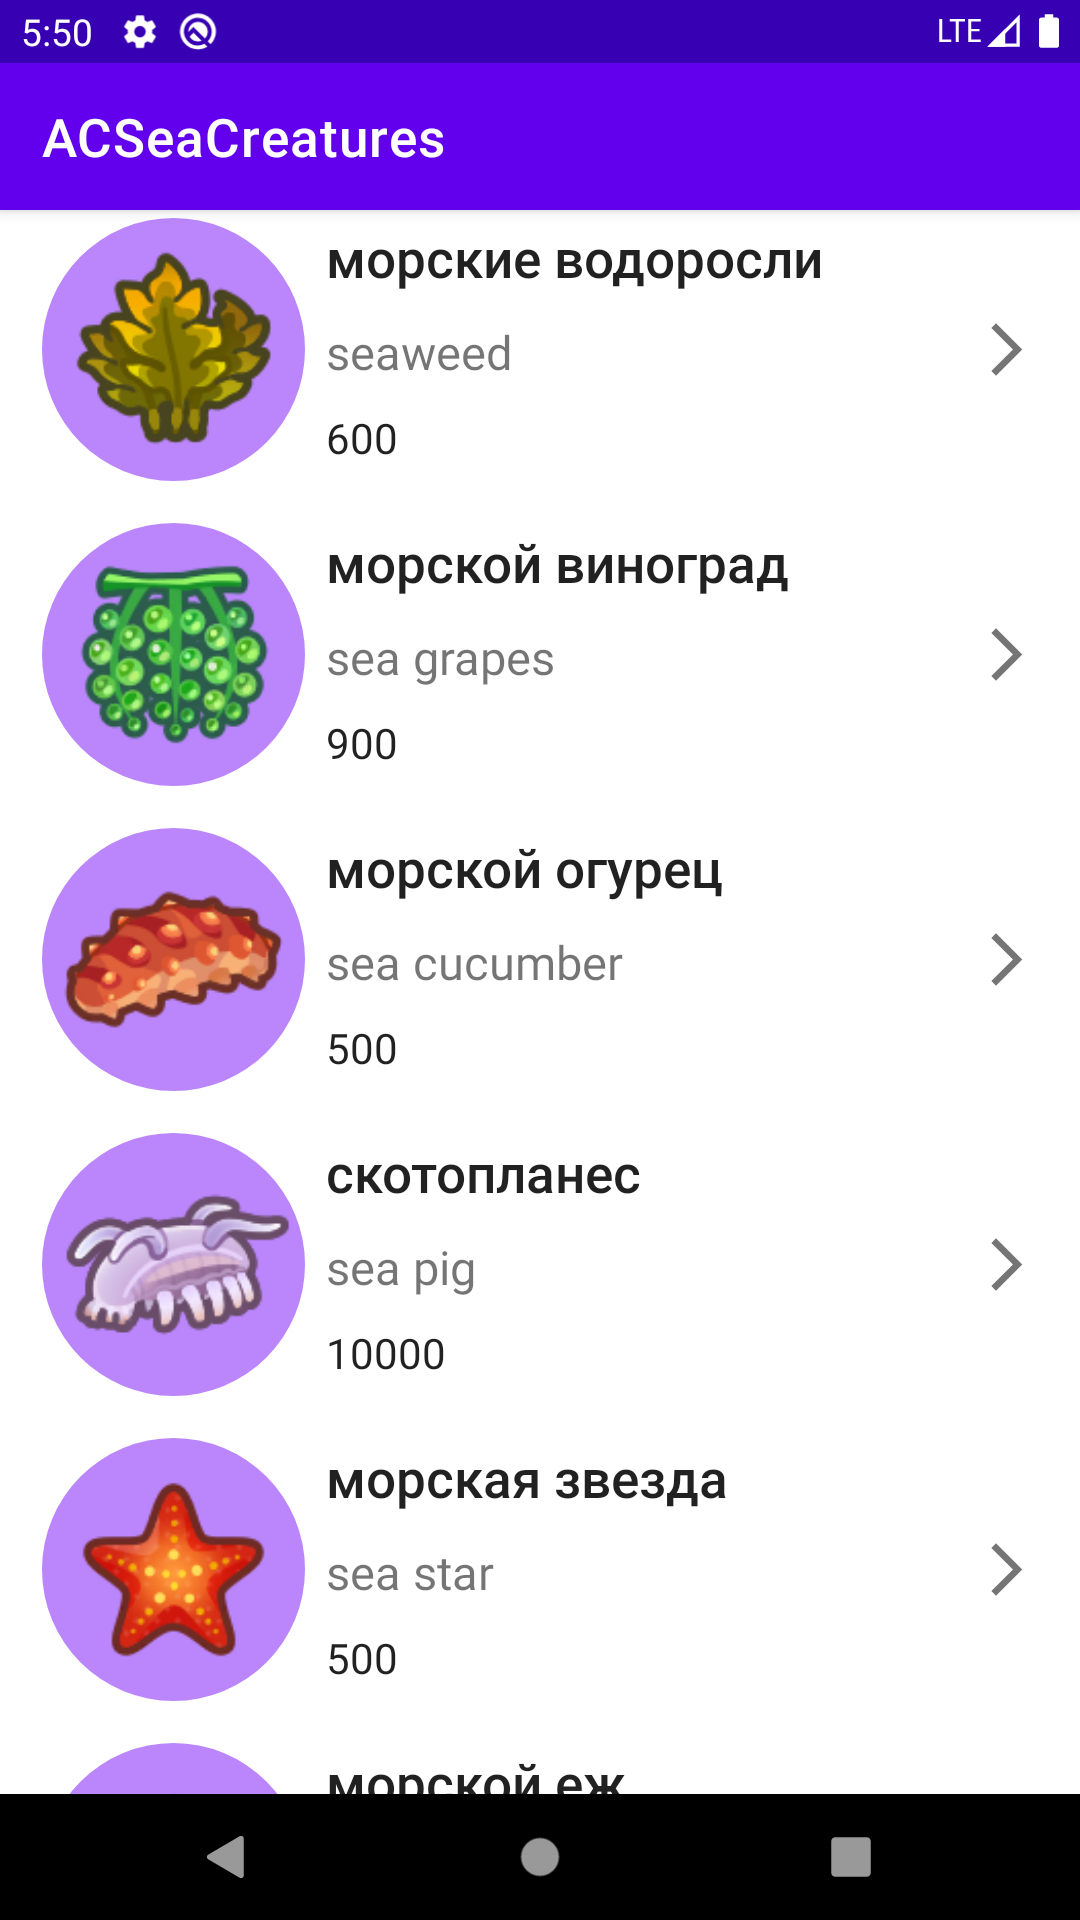 5:50 LTE
ACSeaCreatures
морские водоросли
seaweed
600
морской виноград
sea grapes
900
морской огурец
sea cucumber
500
скотопланес
sea pig
10000
морская звезда
sea star
500
морской еж